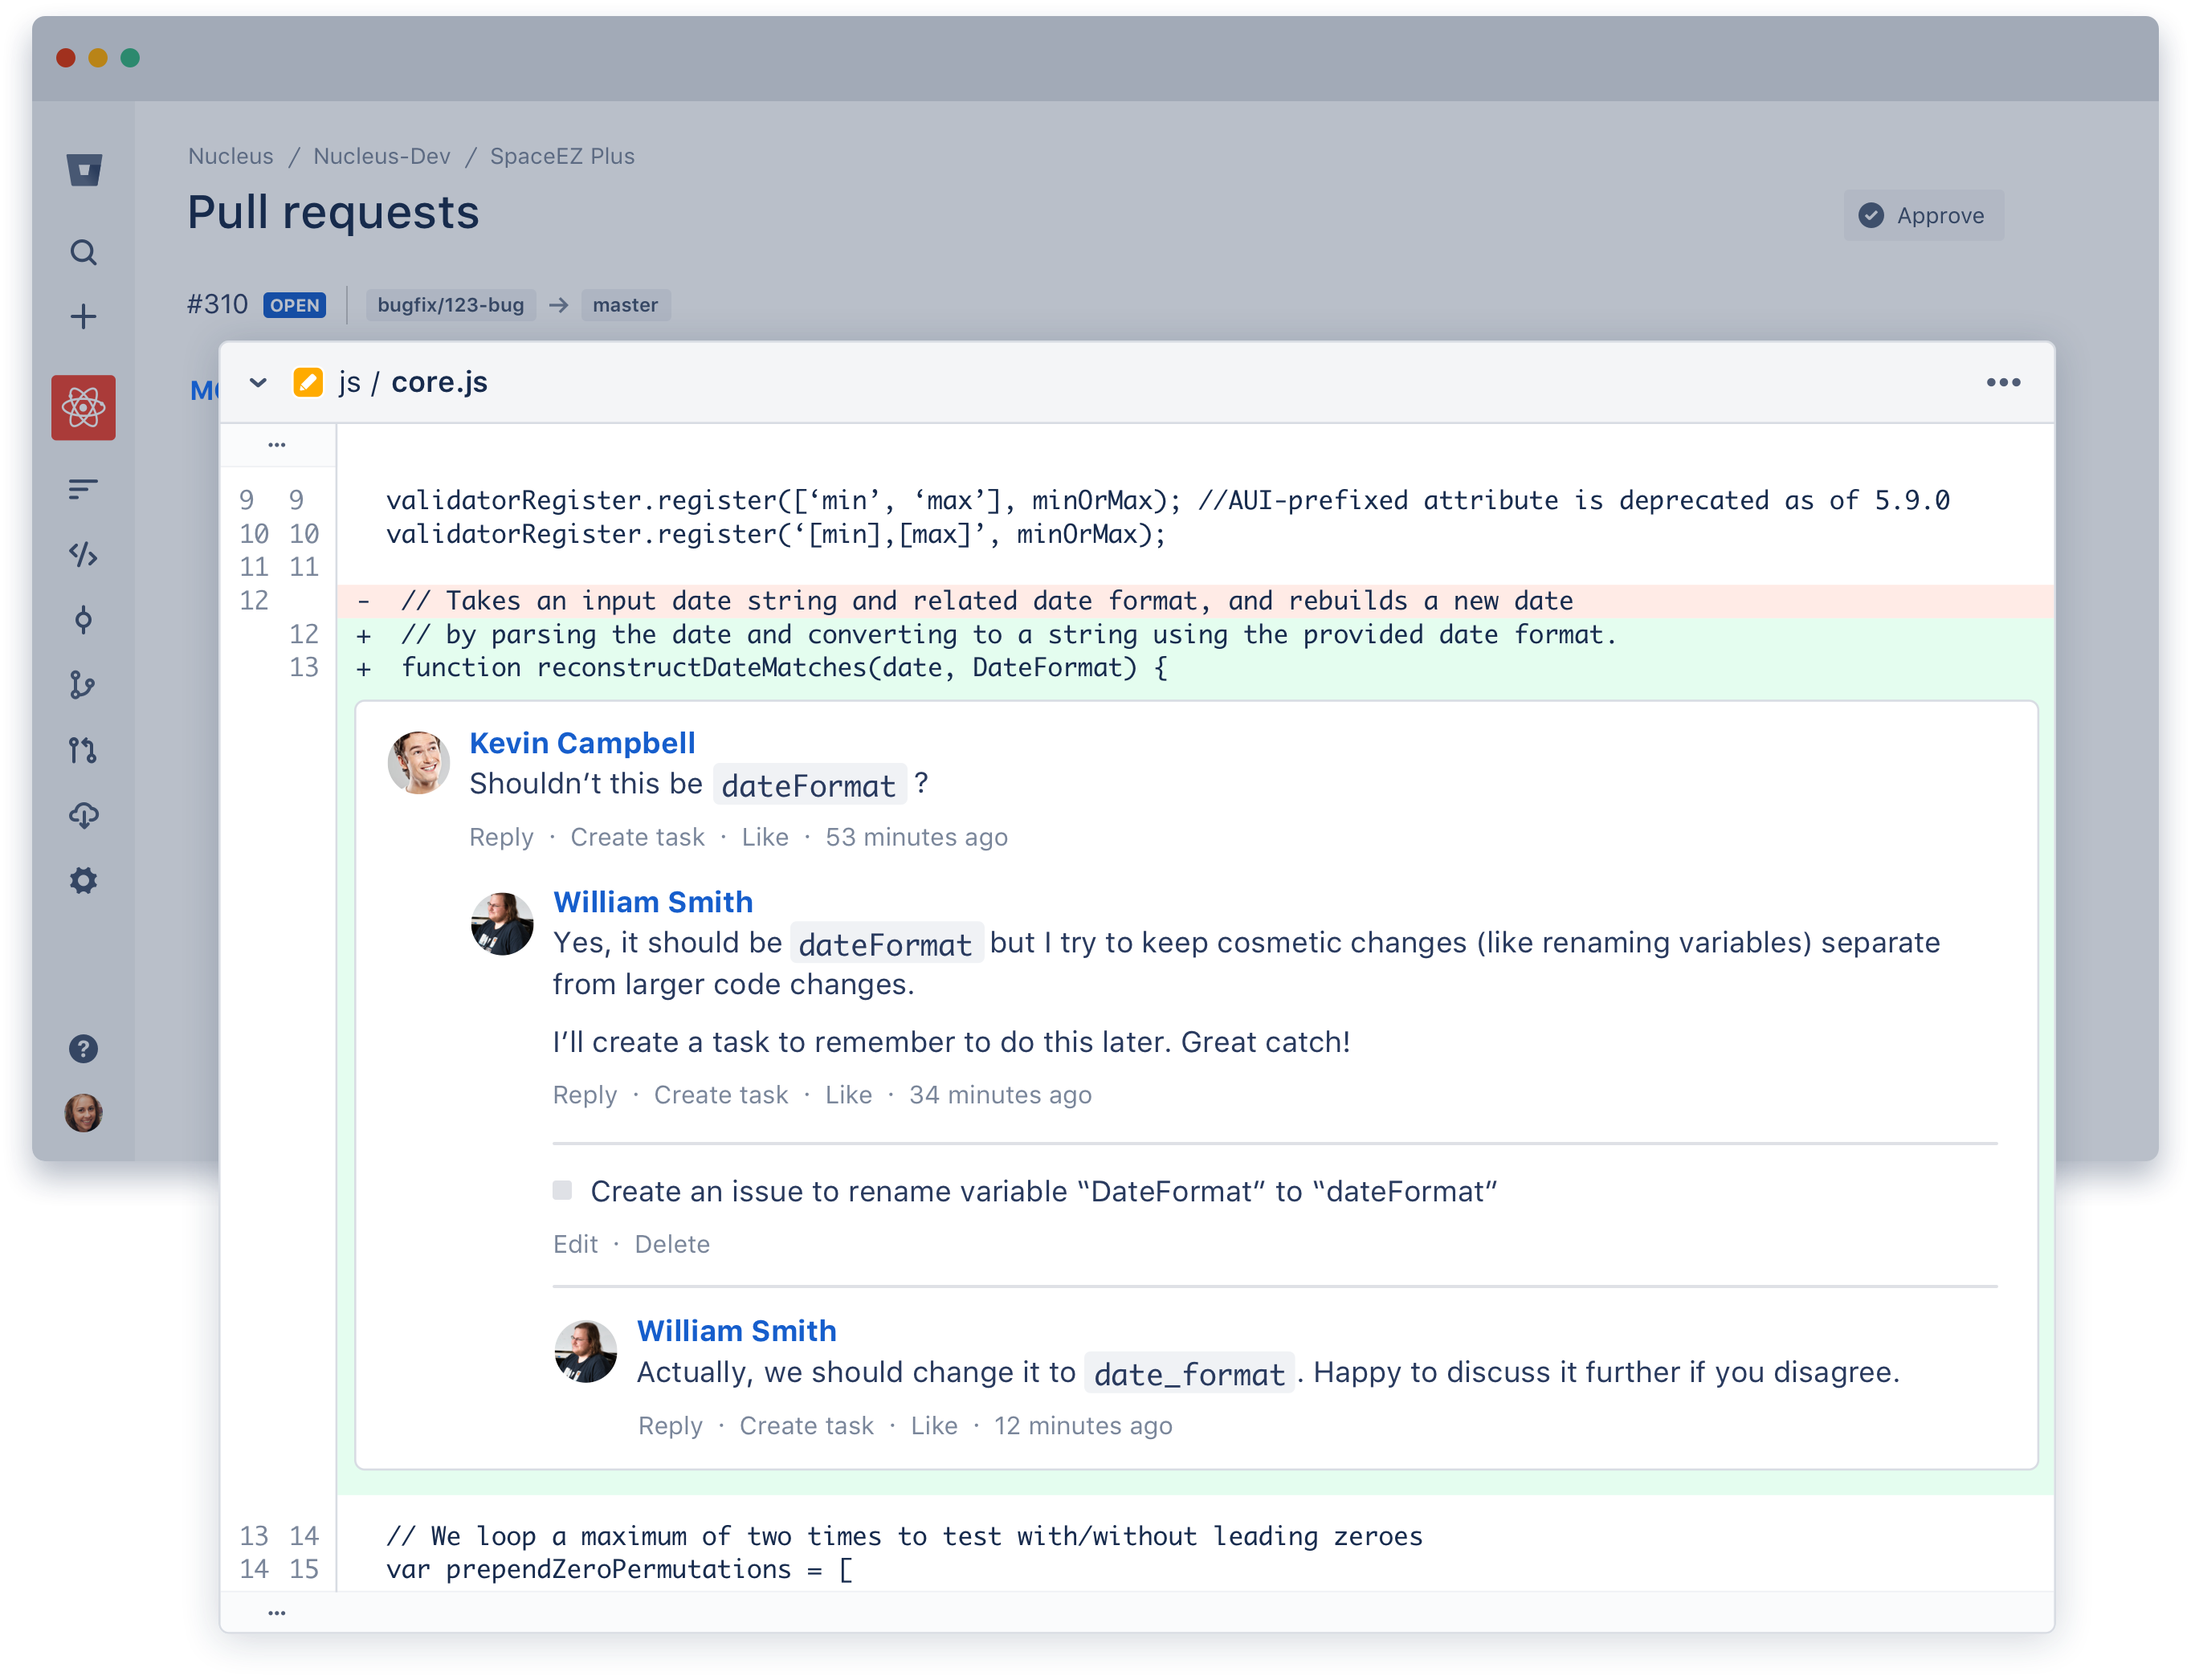 Nucleus / Nucleus-Dev / SpaceEZ Plus
Pull requests
Approve
#310 OPEN bugfix/123-bug → master
js / core.js
9 9 validatorRegister.register([‘min’, ‘max’], minOrMax); //AUI-prefixed attribute is deprecated as of 5.9.0
10 10 validatorRegister.register(‘[min],[max]’, minOrMax);
11 11
12 - // Takes an input date string and related date format, and rebuilds a new date
12 + // by parsing the date and converting to a string using the provided date format.
13 + function reconstructDateMatches(date, DateFormat) {
Kevin Campbell
Shouldn’t this be dateFormat ?
Reply · Create task · Like · 53 minutes ago
William Smith
Yes, it should be dateFormat but I try to keep cosmetic changes (like renaming variables) separate
from larger code changes.
I’ll create a task to remember to do this later. Great catch!
Reply · Create task · Like · 34 minutes ago
Create an issue to rename variable “DateFormat” to “dateFormat”
Edit · Delete
William Smith
Actually, we should change it to date_format. Happy to discuss it further if you disagree.
Reply · Create task · Like · 12 minutes ago
13 14 // We loop a maximum of two times to test with/without leading zeroes
14 15 var prependZeroPermutations = [